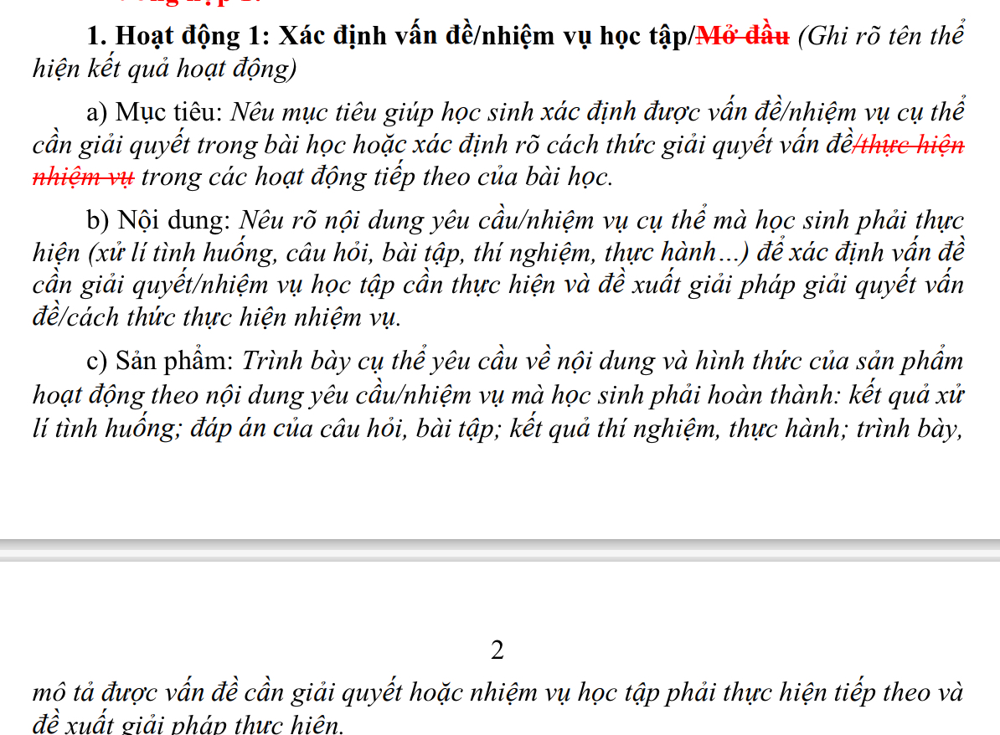 1. Hoạt động 1: Xác định vấn đề/nhiệm vụ học tập/Mở đầu (Ghi rõ tên thể
hiện kết quả hoạt động)
a) Mục tiêu: Nêu mục tiêu giúp học sinh xác định được vấn đề/nhiệm vụ cụ thể
cần giải quyết trong bài học hoặc xác định rõ cách thức giải quyết vấn đề/thực hiện
nhiệm vụ trong các hoạt động tiếp theo của bài học.
b) Nội dung: Nêu rõ nội dung yêu cầu/nhiệm vụ cụ thể mà học sinh phải thực
hiện (xử lí tình huống, câu hỏi, bài tập, thí nghiệm, thực hành…) để xác định vấn đề
cần giải quyết/nhiệm vụ học tập cần thực hiện và đề xuất giải pháp giải quyết vấn
đề/cách thức thực hiện nhiệm vụ.
c) Sản phẩm: Trình bày cụ thể yêu cầu về nội dung và hình thức của sản phẩm
hoạt động theo nội dung yêu cầu/nhiệm vụ mà học sinh phải hoàn thành: kết quả xử
lí tình huống; đáp án của câu hỏi, bài tập; kết quả thí nghiệm, thực hành; trình bày,
2
mô tả được vấn đề cần giải quyết hoặc nhiệm vụ học tập phải thực hiện tiếp theo và
đề xuất giải pháp thực hiện.